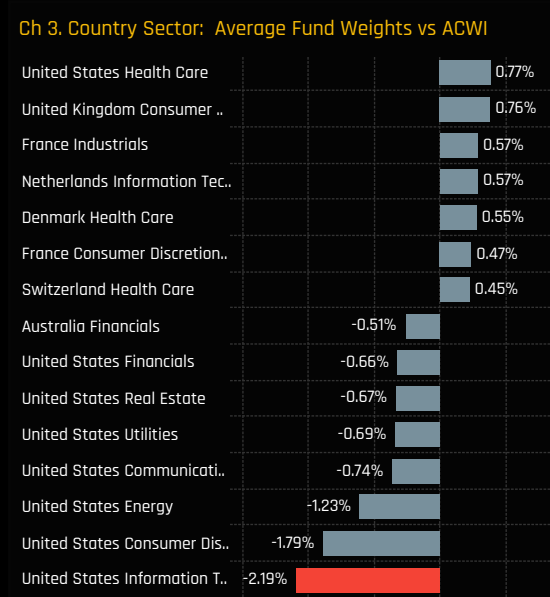 Ch 3. Country Sector: Average Fund Weights vs ACWI
United States Health Care 0.77%
United Kingdom Consumer .. 0.76%
France Industrials 0.57%
Netherlands Information Tec.. 0.57%
Denmark Health Care 0.55%
France Consumer Discretion.. 0.47%
Switzerland Health Care 0.45%
Australia Financials -0.51%
United States Financials -0.66%
United States Real Estate -0.67%
United States Utilities -0.69%
United States Communicati.. -0.74%
United States Energy -1.23%
United States Consumer Dis.. -1.79%
United States Information T.. -2.19%